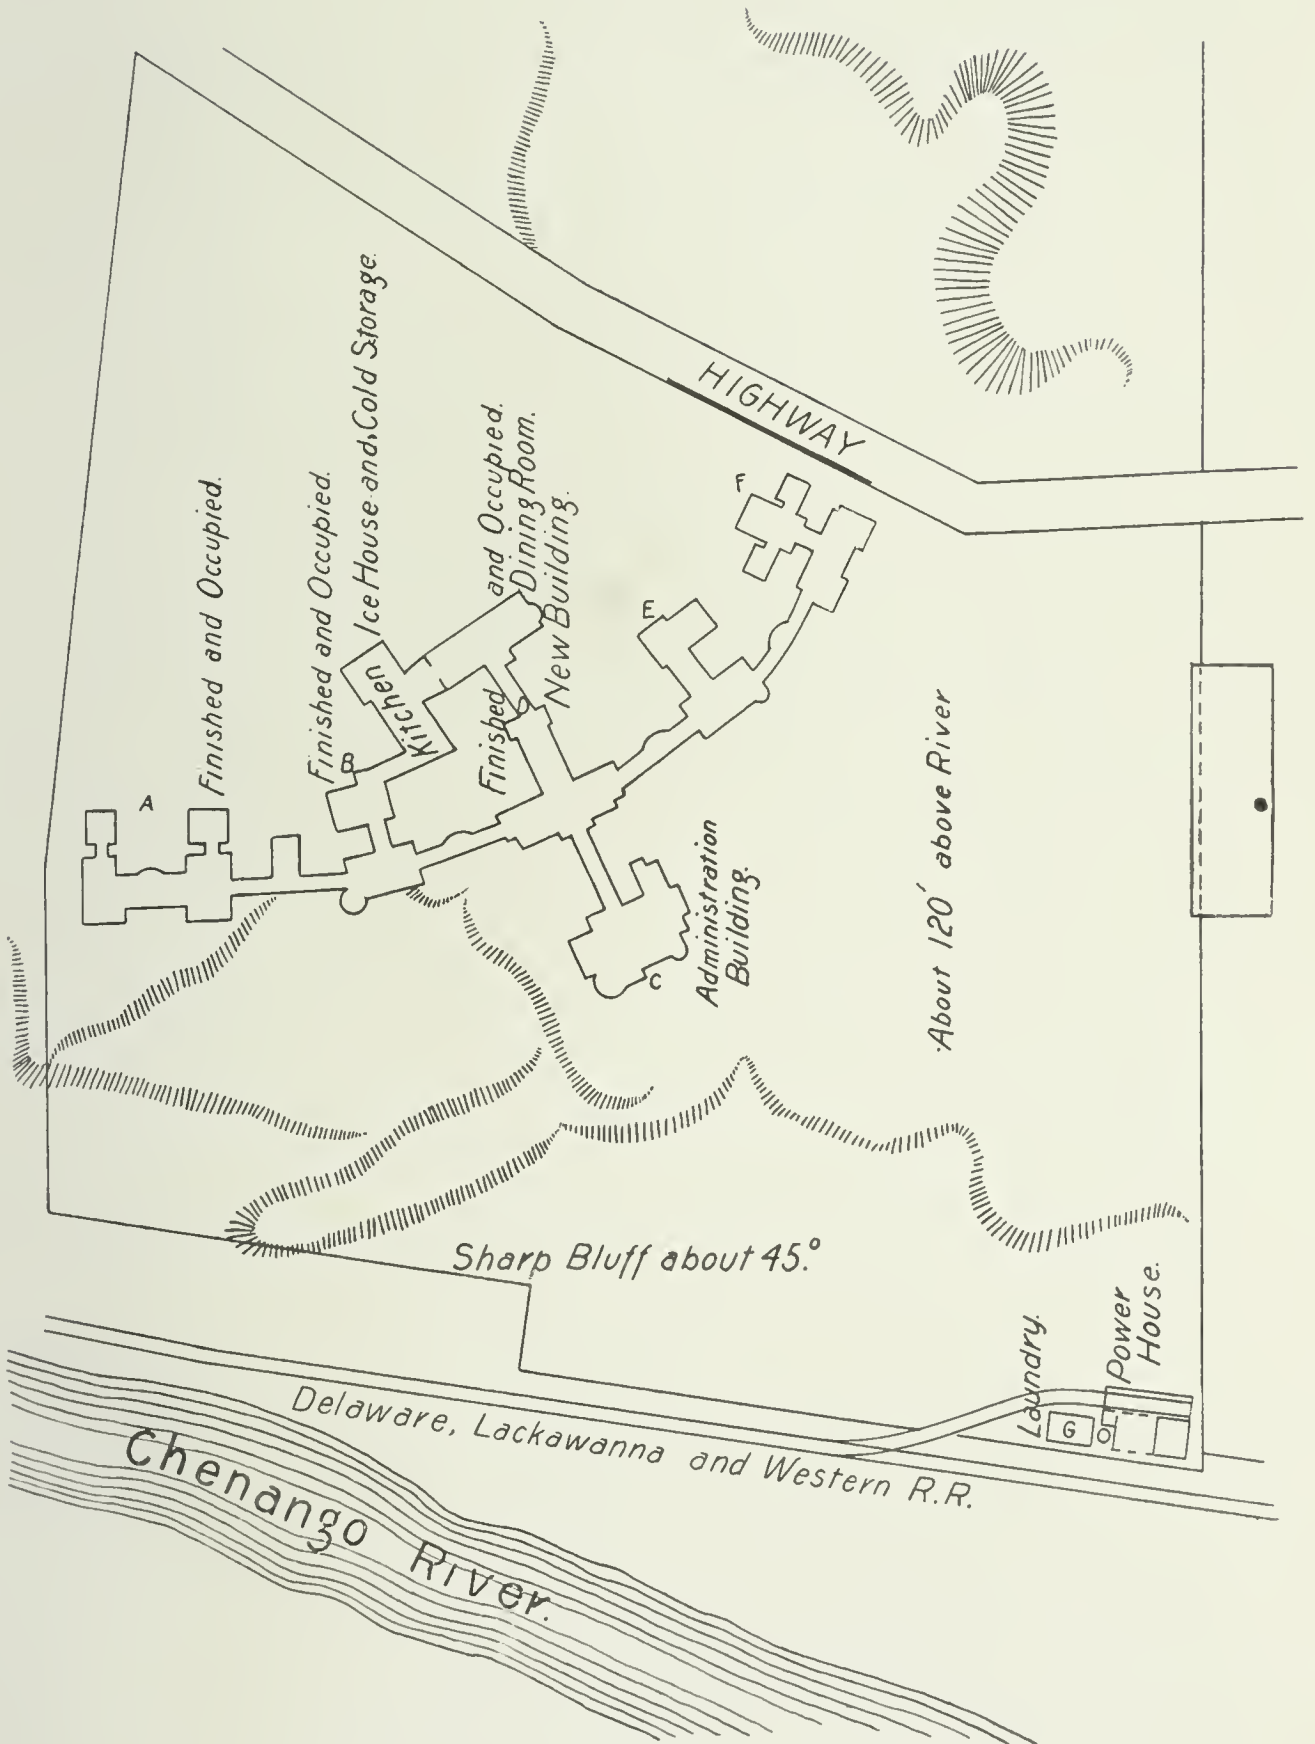 HIGHWAY
A
Finished and Occupied.
B
Finished and Occupied.
Kitchen
Ice House and Cold Storage.
Finished
and Occupied.
Dining Room.
New Building.
E
F
C
Administration
Building.
About 120' above River
Sharp Bluff about 45.°
Laundry.
Power
House.
G
Delaware, Lackawanna and Western R.R.
Chenango River.